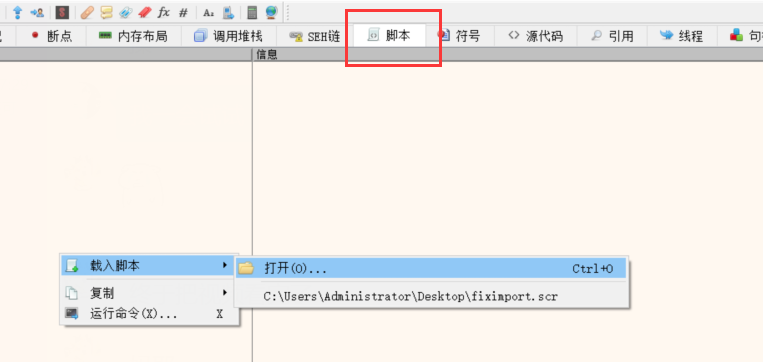 fx # Az
断点 内存布局 调用堆栈 SEH链 脚本 符号 源代码 引用 线程
信息
载入脚本 打开(O)... Ctrl+O
复制 C:\Users\Administrator\Desktop\fiximport.scr
运行命令(X)... X